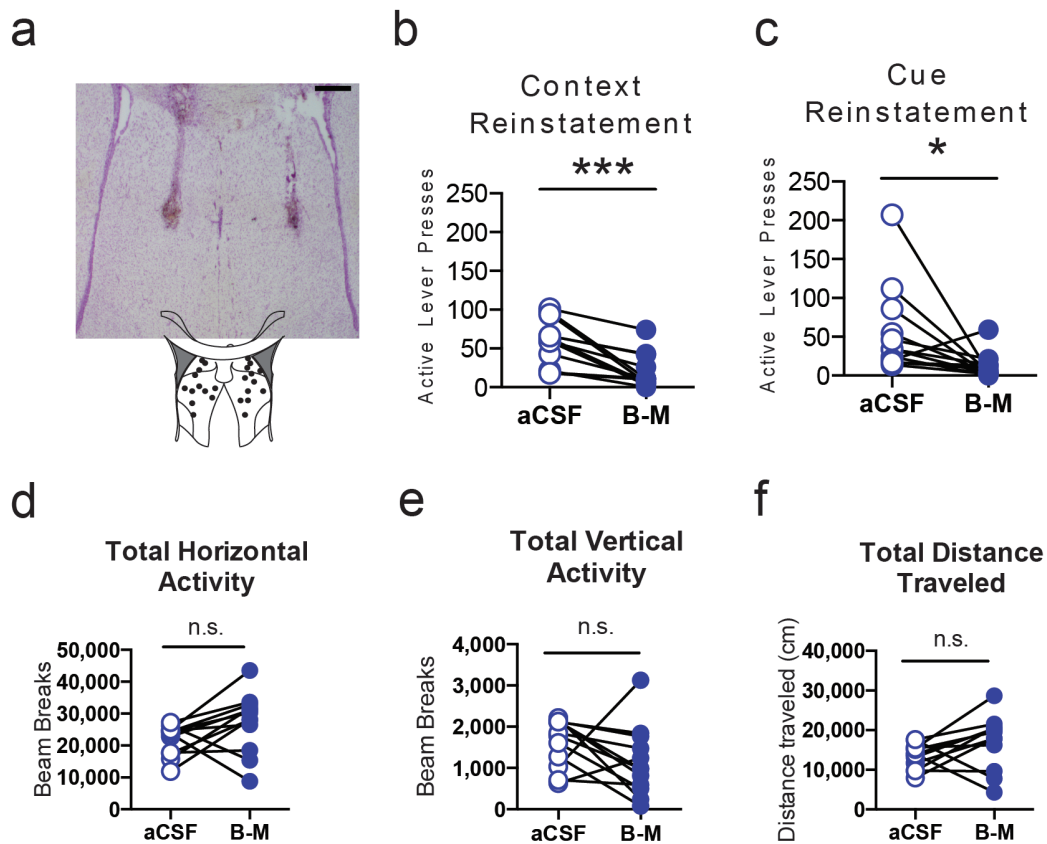 a
b
Context
Reinstatement
***
Active Lever Presses
250
200
150
100
50
0
aCSF
B-M
c
Cue
Reinstatement
*
Active Lever Presses
250
200
150
100
50
0
aCSF
B-M
d
Total Horizontal
Activity
n.s.
Beam Breaks
50,000
40,000
30,000
20,000
10,000
0
aCSF
B-M
e
Total Vertical
Activity
n.s.
Beam Breaks
4,000
3,000
2,000
1,000
0
aCSF
B-M
f
Total Distance
Traveled
n.s.
Distance traveled (cm)
40,000
30,000
20,000
10,000
0
aCSF
B-M